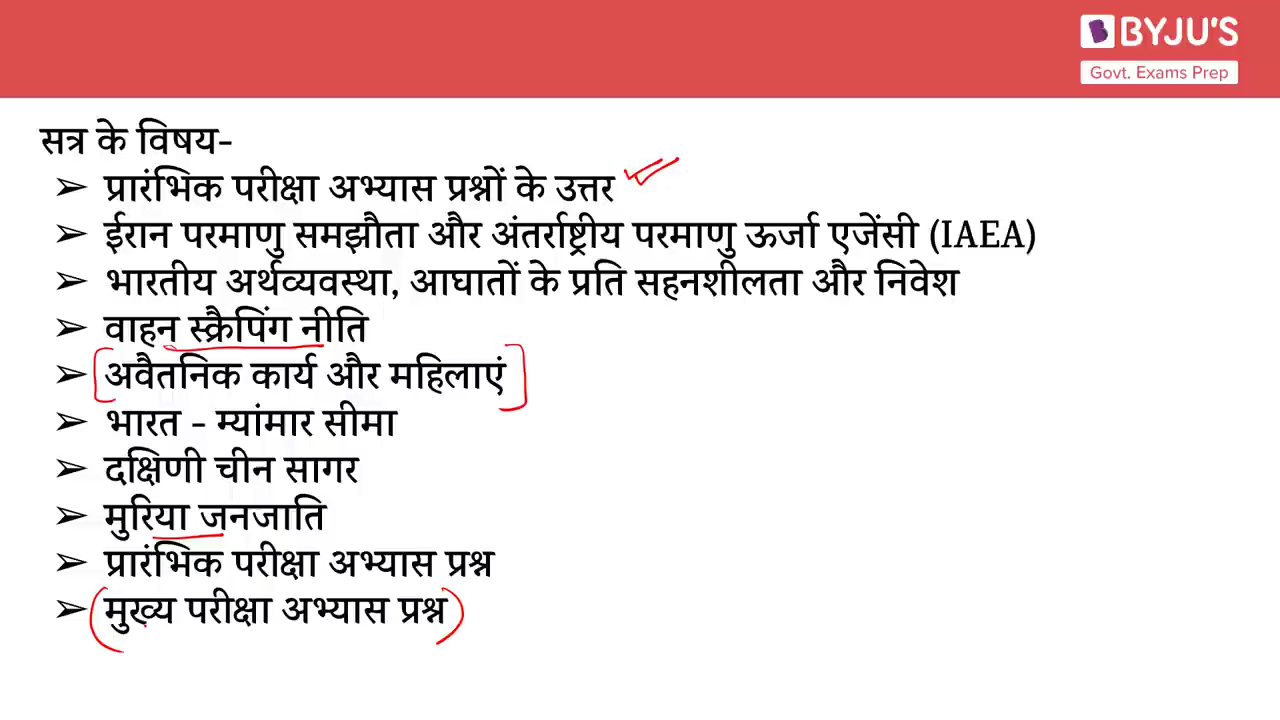 BYJU'S
Govt. Exams Prep
सत्र के विषय-
➢ प्रारंभिक परीक्षा अभ्यास प्रश्नों के उत्तर
➢ ईरान परमाणु समझौता और अंतर्राष्ट्रीय परमाणु ऊर्जा एजेंसी (IAEA)
➢ भारतीय अर्थव्यवस्था, आघातों के प्रति सहनशीलता और निवेश
➢ वाहन स्क्रैपिंग नीति
➢ अवैतनिक कार्य और महिलाएं
➢ भारत - म्यांमार सीमा
➢ दक्षिणी चीन सागर
➢ मुरिया जनजाति
➢ प्रारंभिक परीक्षा अभ्यास प्रश्न
➢ मुख्य परीक्षा अभ्यास प्रश्न